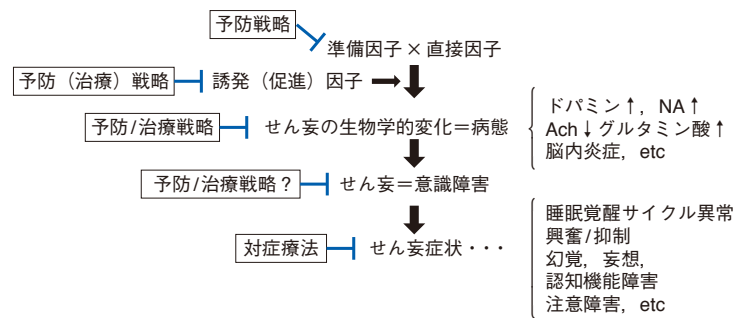 予防戦略
準備因子×直接因子
予防（治療）戦略
誘発（促進）因子
予防/治療戦略
せん妄の生物学的変化＝病態
ドパミン↑，NA↑
Ach↓グルタミン酸↑
脳内炎症，etc
予防/治療戦略？
せん妄＝意識障害
対症療法
せん妄症状・・・
睡眠覚醒サイクル異常
興奮/抑制
幻覚，妄想，
認知機能障害
注意障害，etc